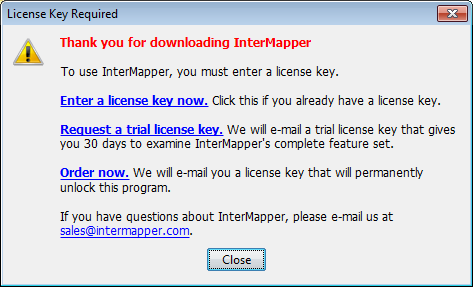 License Key Required
Thank you for downloading InterMapper
To use InterMapper, you must enter a license key.
Enter a license key now. Click this if you already have a license key.
Request a trial license key. We will e-mail a trial license key that gives
you 30 days to examine InterMapper's complete feature set.
Order now. We will e-mail you a license key that will permanently
unlock this program.
If you have questions about InterMapper, please e-mail us at
sales@intermapper.com.
Close